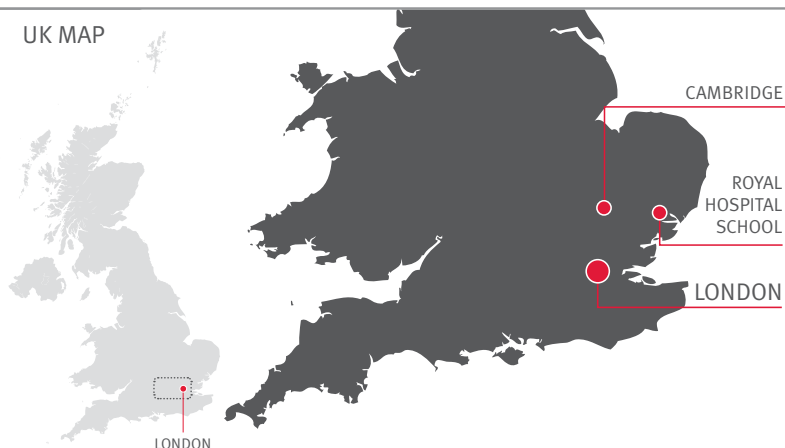 UK MAP
CAMBRIDGE
ROYAL
HOSPITAL
SCHOOL
LONDON
LONDON